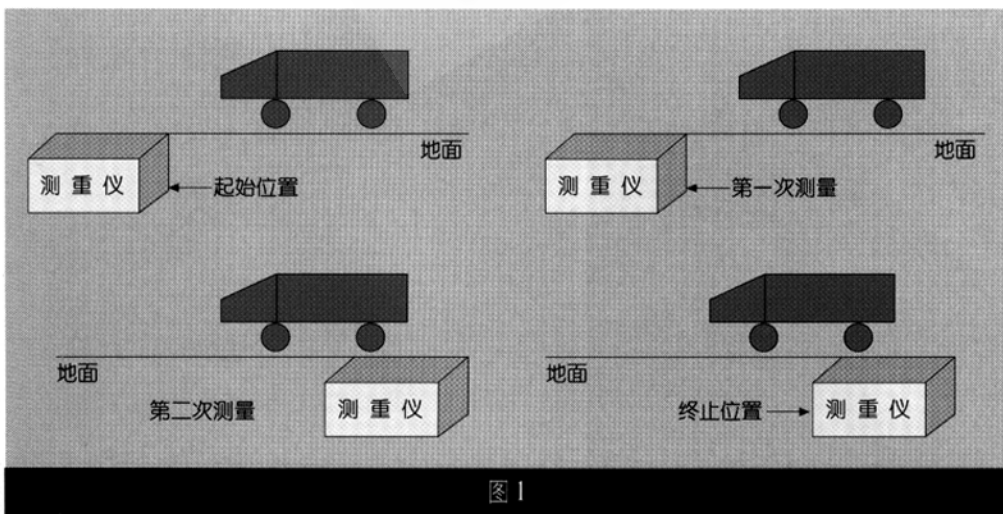 地面
地面
测重仪
起始位置
测重仪
第一次测量
地面
地面
第二次测量
测重仪
终止位置
测重仪
图1